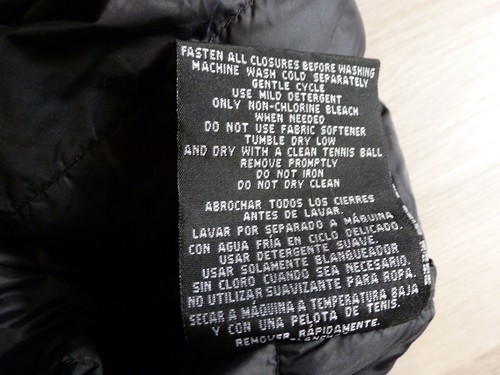 FASTEN ALL CLOSURES BEFORE WASHING
MACHINE WASH COLD SEPARATELY
GENTLE CYCLE
USE MILD DETERGENT
ONLY NON-CHLORINE BLEACH
WHEN NEEDED
DO NOT USE FABRIC SOFTENER
TUMBLE DRY LOW
AND DRY WITH A CLEAN TENNIS BALL
REMOVE PROMPTLY
DO NOT IRON
DO NOT DRY CLEAN
ABROCHAR TODOS LOS CIERRES
ANTES DE LAVAR.
LAVAR POR SEPARADO A MÁQUINA
CON AGUA FRÍA EN CICLO DELICADO.
USAR DETERGENTE SUAVE.
USAR SOLAMENTE BLANQUEADOR
SIN CLORO CUANDO SEA NECESARIO.
NO UTILIZAR SUAVIZANTE PARA ROPA.
SECAR A MÁQUINA A TEMPERATURA BAJA
Y CON UNA PELOTA DE TENIS.
REMOVER RÁPIDAMENTE.